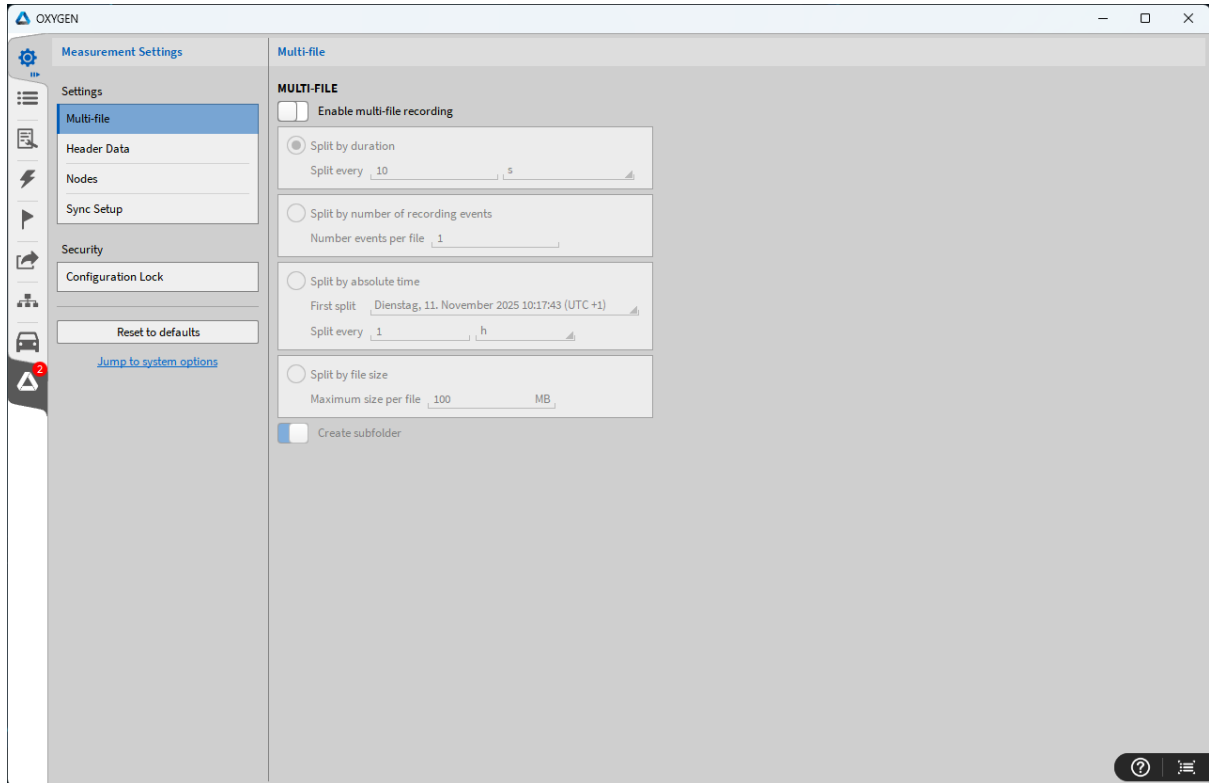 OXYGEN
Measurement Settings
Multi-file
Settings
Multi-file
Header Data
Nodes
Sync Setup
Security
Configuration Lock
Reset to defaults
Jump to system options
2
MULTI-FILE
Enable multi-file recording
Split by duration
Split every 10 s
Split by number of recording events
Number events per file 1
Split by absolute time
First split Dienstag, 11. November 2025 10:17:43 (UTC +1)
Split every 1 h
Split by file size
Maximum size per file 100 MB
Create subfolder
?